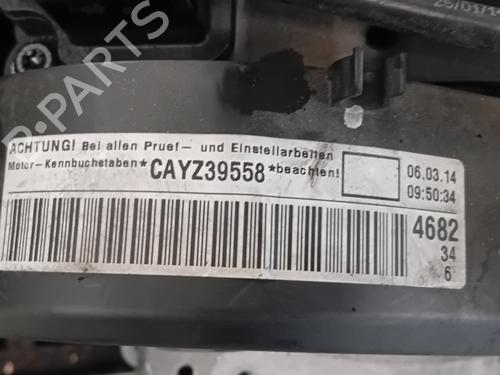 ACHTUNG! Bei allen Pruef- und Einstellarbeiten
Motor-Kennbuchstaben*CAYZ39558*beachten!
06.03.14
09:50:34
4682
34
6
B-PARTS